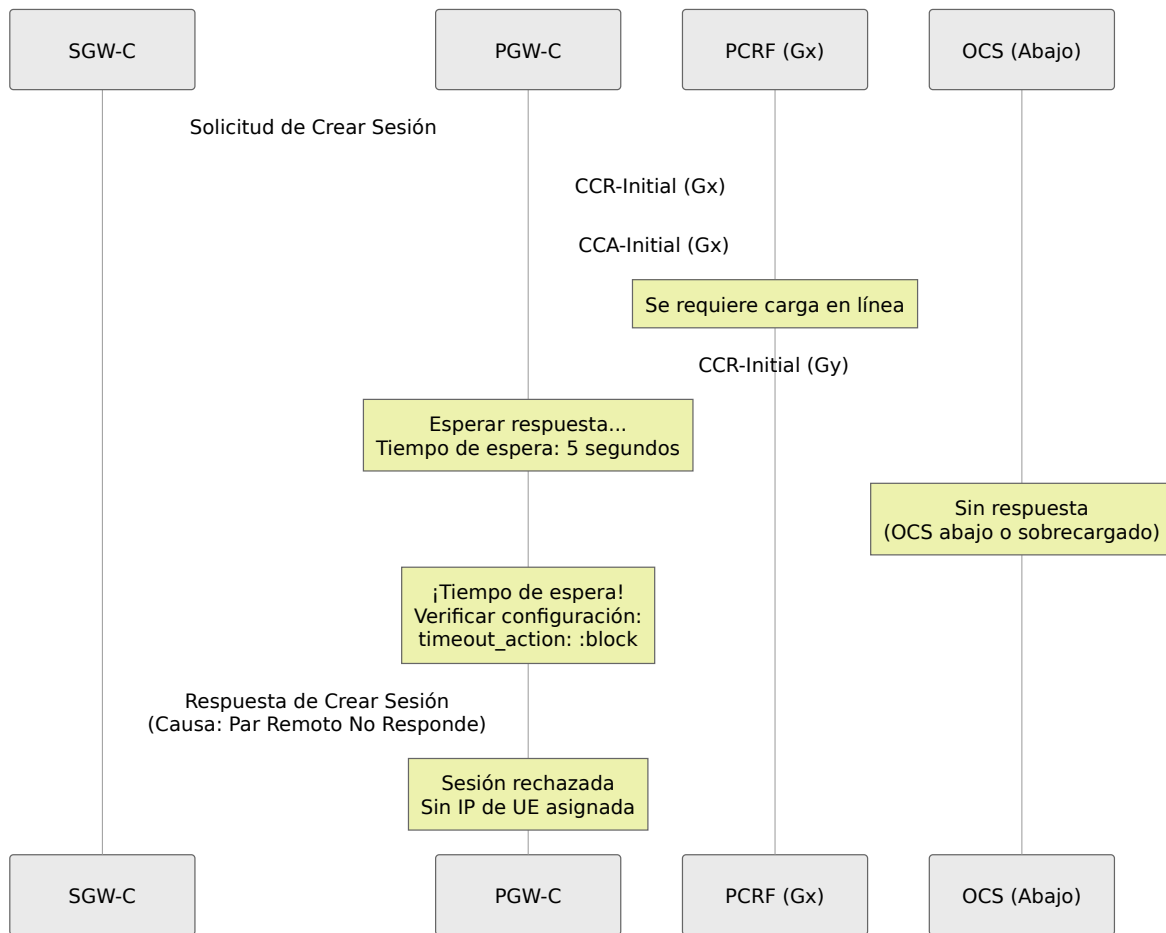 SGW-C
PGW-C
PCRF (Gx)
OCS (Abajo)
Solicitud de Crear Sesión
CCR-Initial (Gx)
CCA-Initial (Gx)
Se requiere carga en línea
CCR-Initial (Gy)
Esperar respuesta...
Tiempo de espera: 5 segundos
Sin respuesta
(OCS abajo o sobrecargado)
¡Tiempo de espera!
Verificar configuración:
timeout_action: :block
Respuesta de Crear Sesión
(Causa: Par Remoto No Responde)
Sesión rechazada
Sin IP de UE asignada
SGW-C
PGW-C
PCRF (Gx)
OCS (Abajo)